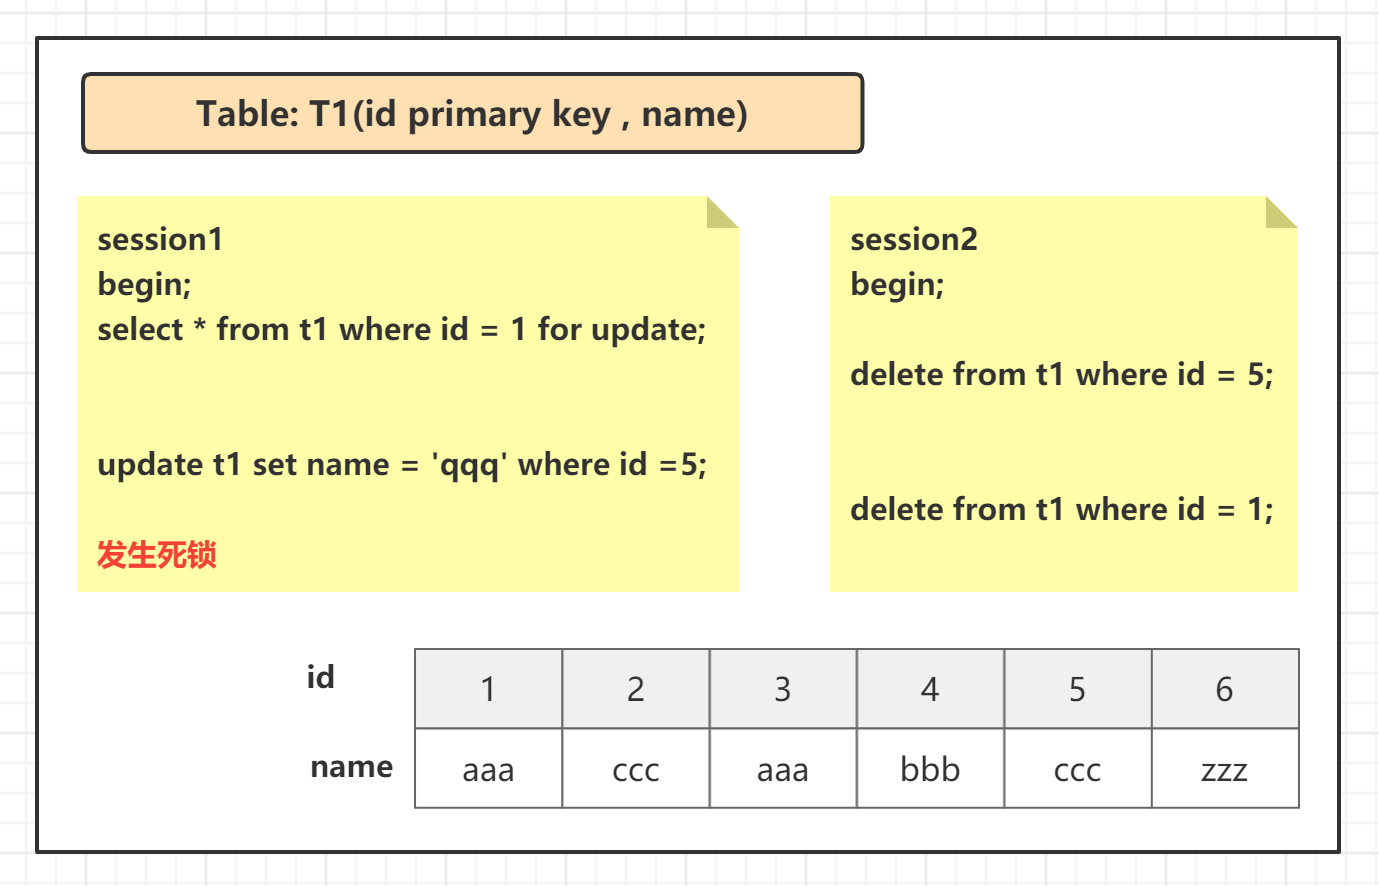 Table: T1(id primary key , name)
session1
begin;
select * from t1 where id = 1 for update;
update t1 set name = 'qqq' where id =5;
发生死锁
session2
begin;
delete from t1 where id = 5;
delete from t1 where id = 1;
id 1 2 3 4 5 6
name aaa ccc aaa bbb ccc zzz